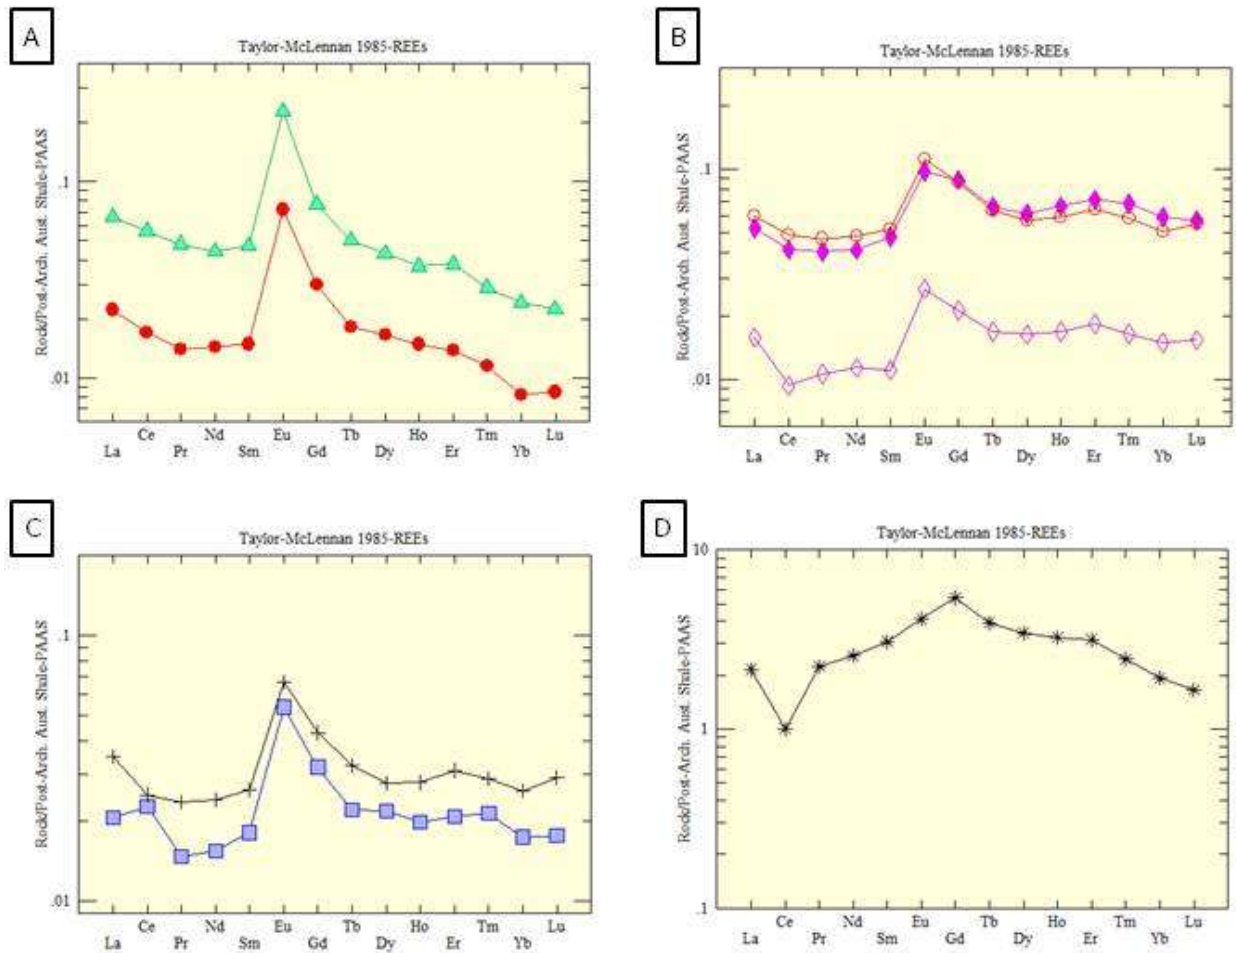 A
Taylor-McLennan 1985-REEs
Rock/Post-Arch. Aust. Shale-PAAS
.1
.01
La Ce Pr Nd Sm Eu Gd Tb Dy Ho Er Tm Yb Lu
B
Taylor-McLennan 1985-REEs
Rock/Post-Arch. Aust. Shale-PAAS
.1
.01
La Ce Pr Nd Sm Eu Gd Tb Dy Ho Er Tm Yb Lu
C
Taylor-McLennan 1985-REEs
Rock/Post-Arch. Aust. Shale-PAAS
.1
.01
La Ce Pr Nd Sm Eu Gd Tb Dy Ho Er Tm Yb Lu
D
Taylor-McLennan 1985-REEs
Rock/Post-Arch. Aust. Shale-PAAS
10
1
.1
La Ce Pr Nd Sm Eu Gd Tb Dy Ho Er Tm Yb Lu